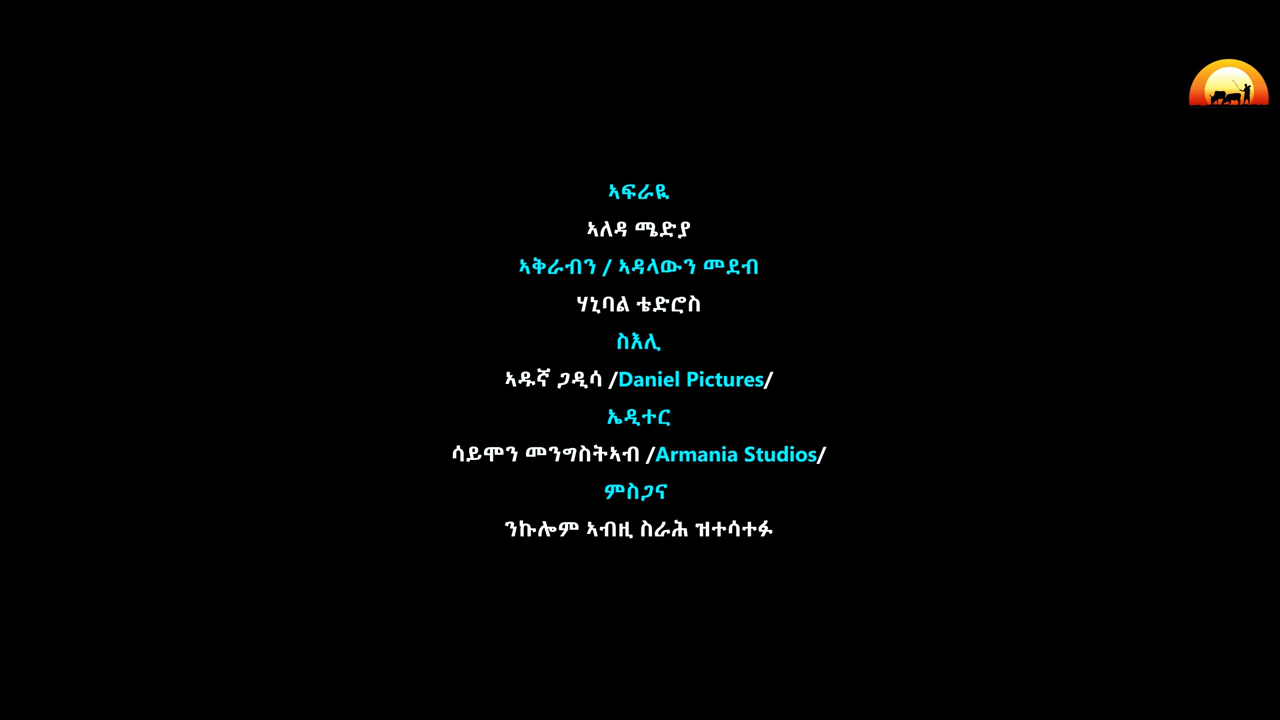 ኣፍራዪ
ኣለዳ ሜድያ
ኣቅራብን / ኣዳላውን መደብ
ሃኒባል ቴድሮስ
ስእሊ
ኣዱኛ ጋዲሳ /Daniel Pictures/
ኤዲተር
ሳይሞን መንግስትኣብ /Armania Studios/
ምስጋና
ንኩሎም ኣብዚ ስራሕ ዝተሳተፉ